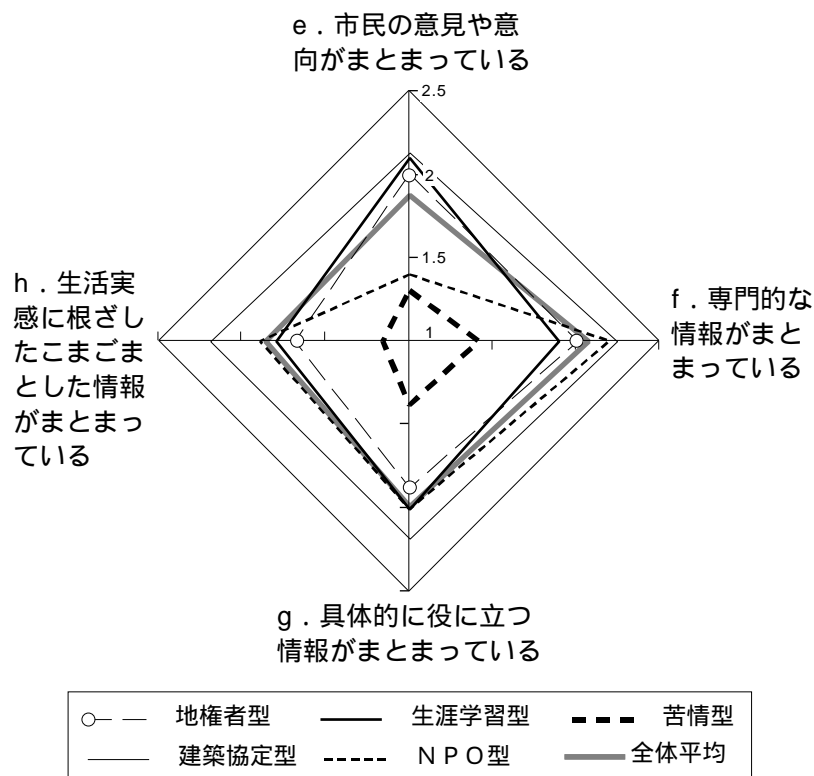 e．市民の意見や意
向がまとまっている
2.5
2
1.5
1
h．生活実
感に根ざし
たこまごま
とした情報
がまとまっ
ている
f．専門的な
情報がまと
まっている
g．具体的に役に立つ
情報がまとまっている
地権者型 生涯学習型 苦情型
建築協定型 ＮＰＯ型 全体平均